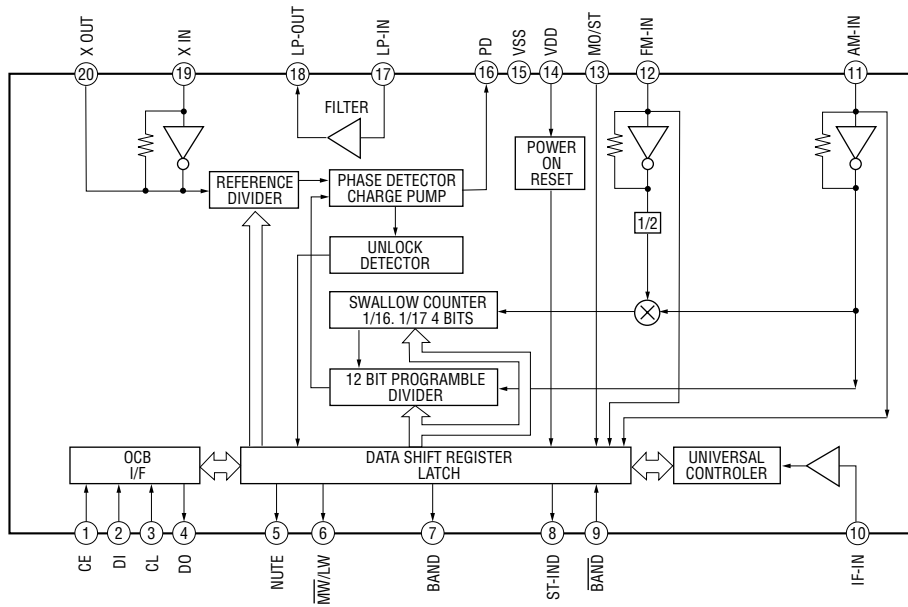 X OUT
X IN
LP-OUT
LP-IN
PD
VSS
VDD
MO/ST
FM-IN
AM-IN
20
19
18
17
16
15
14
13
12
11
FILTER
POWER
ON
RESET
REFERENCE
DIVIDER
PHASE DETECTOR
CHARGE PUMP
1/2
UNLOCK
DETECTOR
SWALLOW COUNTER
1/16. 1/17 4 BITS
12 BIT PROGRAMBLE
DIVIDER
OCB
I/F
DATA SHIFT REGISTER
LATCH
UNIVERSAL
CONTROLER
1
2
3
4
5
6
7
8
9
10
CE
DI
CL
DO
NUTE
MW/LW
BAND
ST-IND
BAND
IF-IN